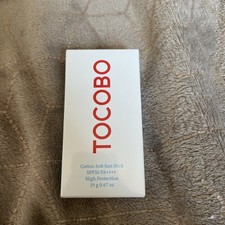 TOCOBO
Cotton Soft Sun Stick
SPF50 PA++++
High Protection
19 g 0.67 oz